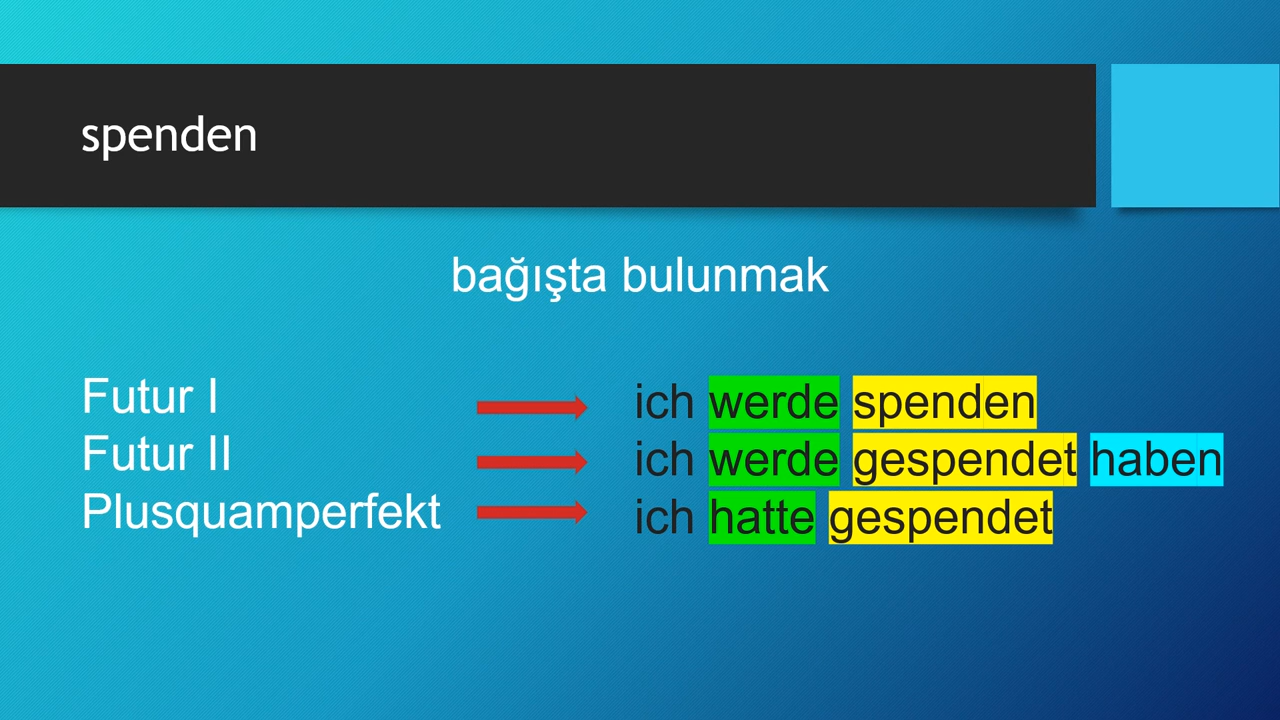 spenden
bağışta bulunmak
Futur I
Futur II
Plusquamperfekt
ich werde spenden
ich werde gespendet haben
ich hatte gespendet